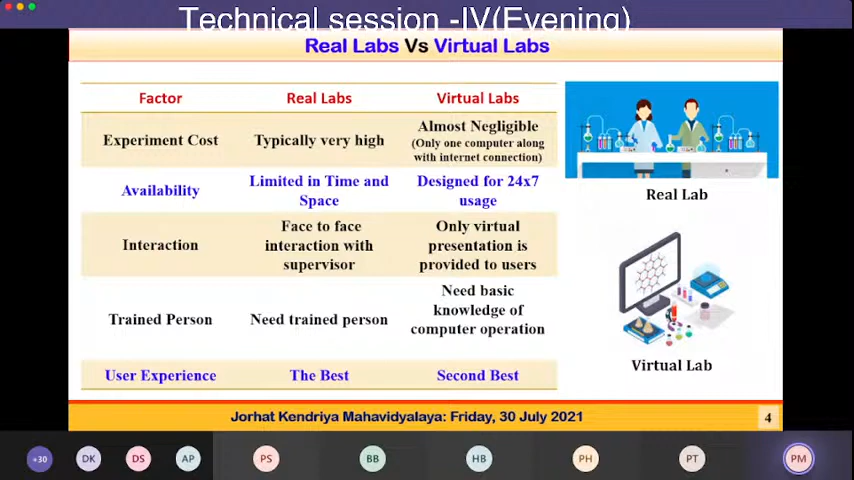 Technical session -IV(Evening)
Real Labs Vs Virtual Labs
Factor Real Labs Virtual Labs
Experiment Cost Typically very high Almost Negligible
(Only one computer along
with internet connection)
Availability Limited in Time and
Space Designed for 24x7
usage
Interaction Face to face
interaction with
supervisor Only virtual
presentation is
provided to users
Trained Person Need trained person Need basic
knowledge of
computer operation
User Experience The Best Second Best
Real Lab
Virtual Lab
Jorhat Kendriya Mahavidyalaya: Friday, 30 July 2021 4
+30 DK DS AP PS BB HB PH PT PM